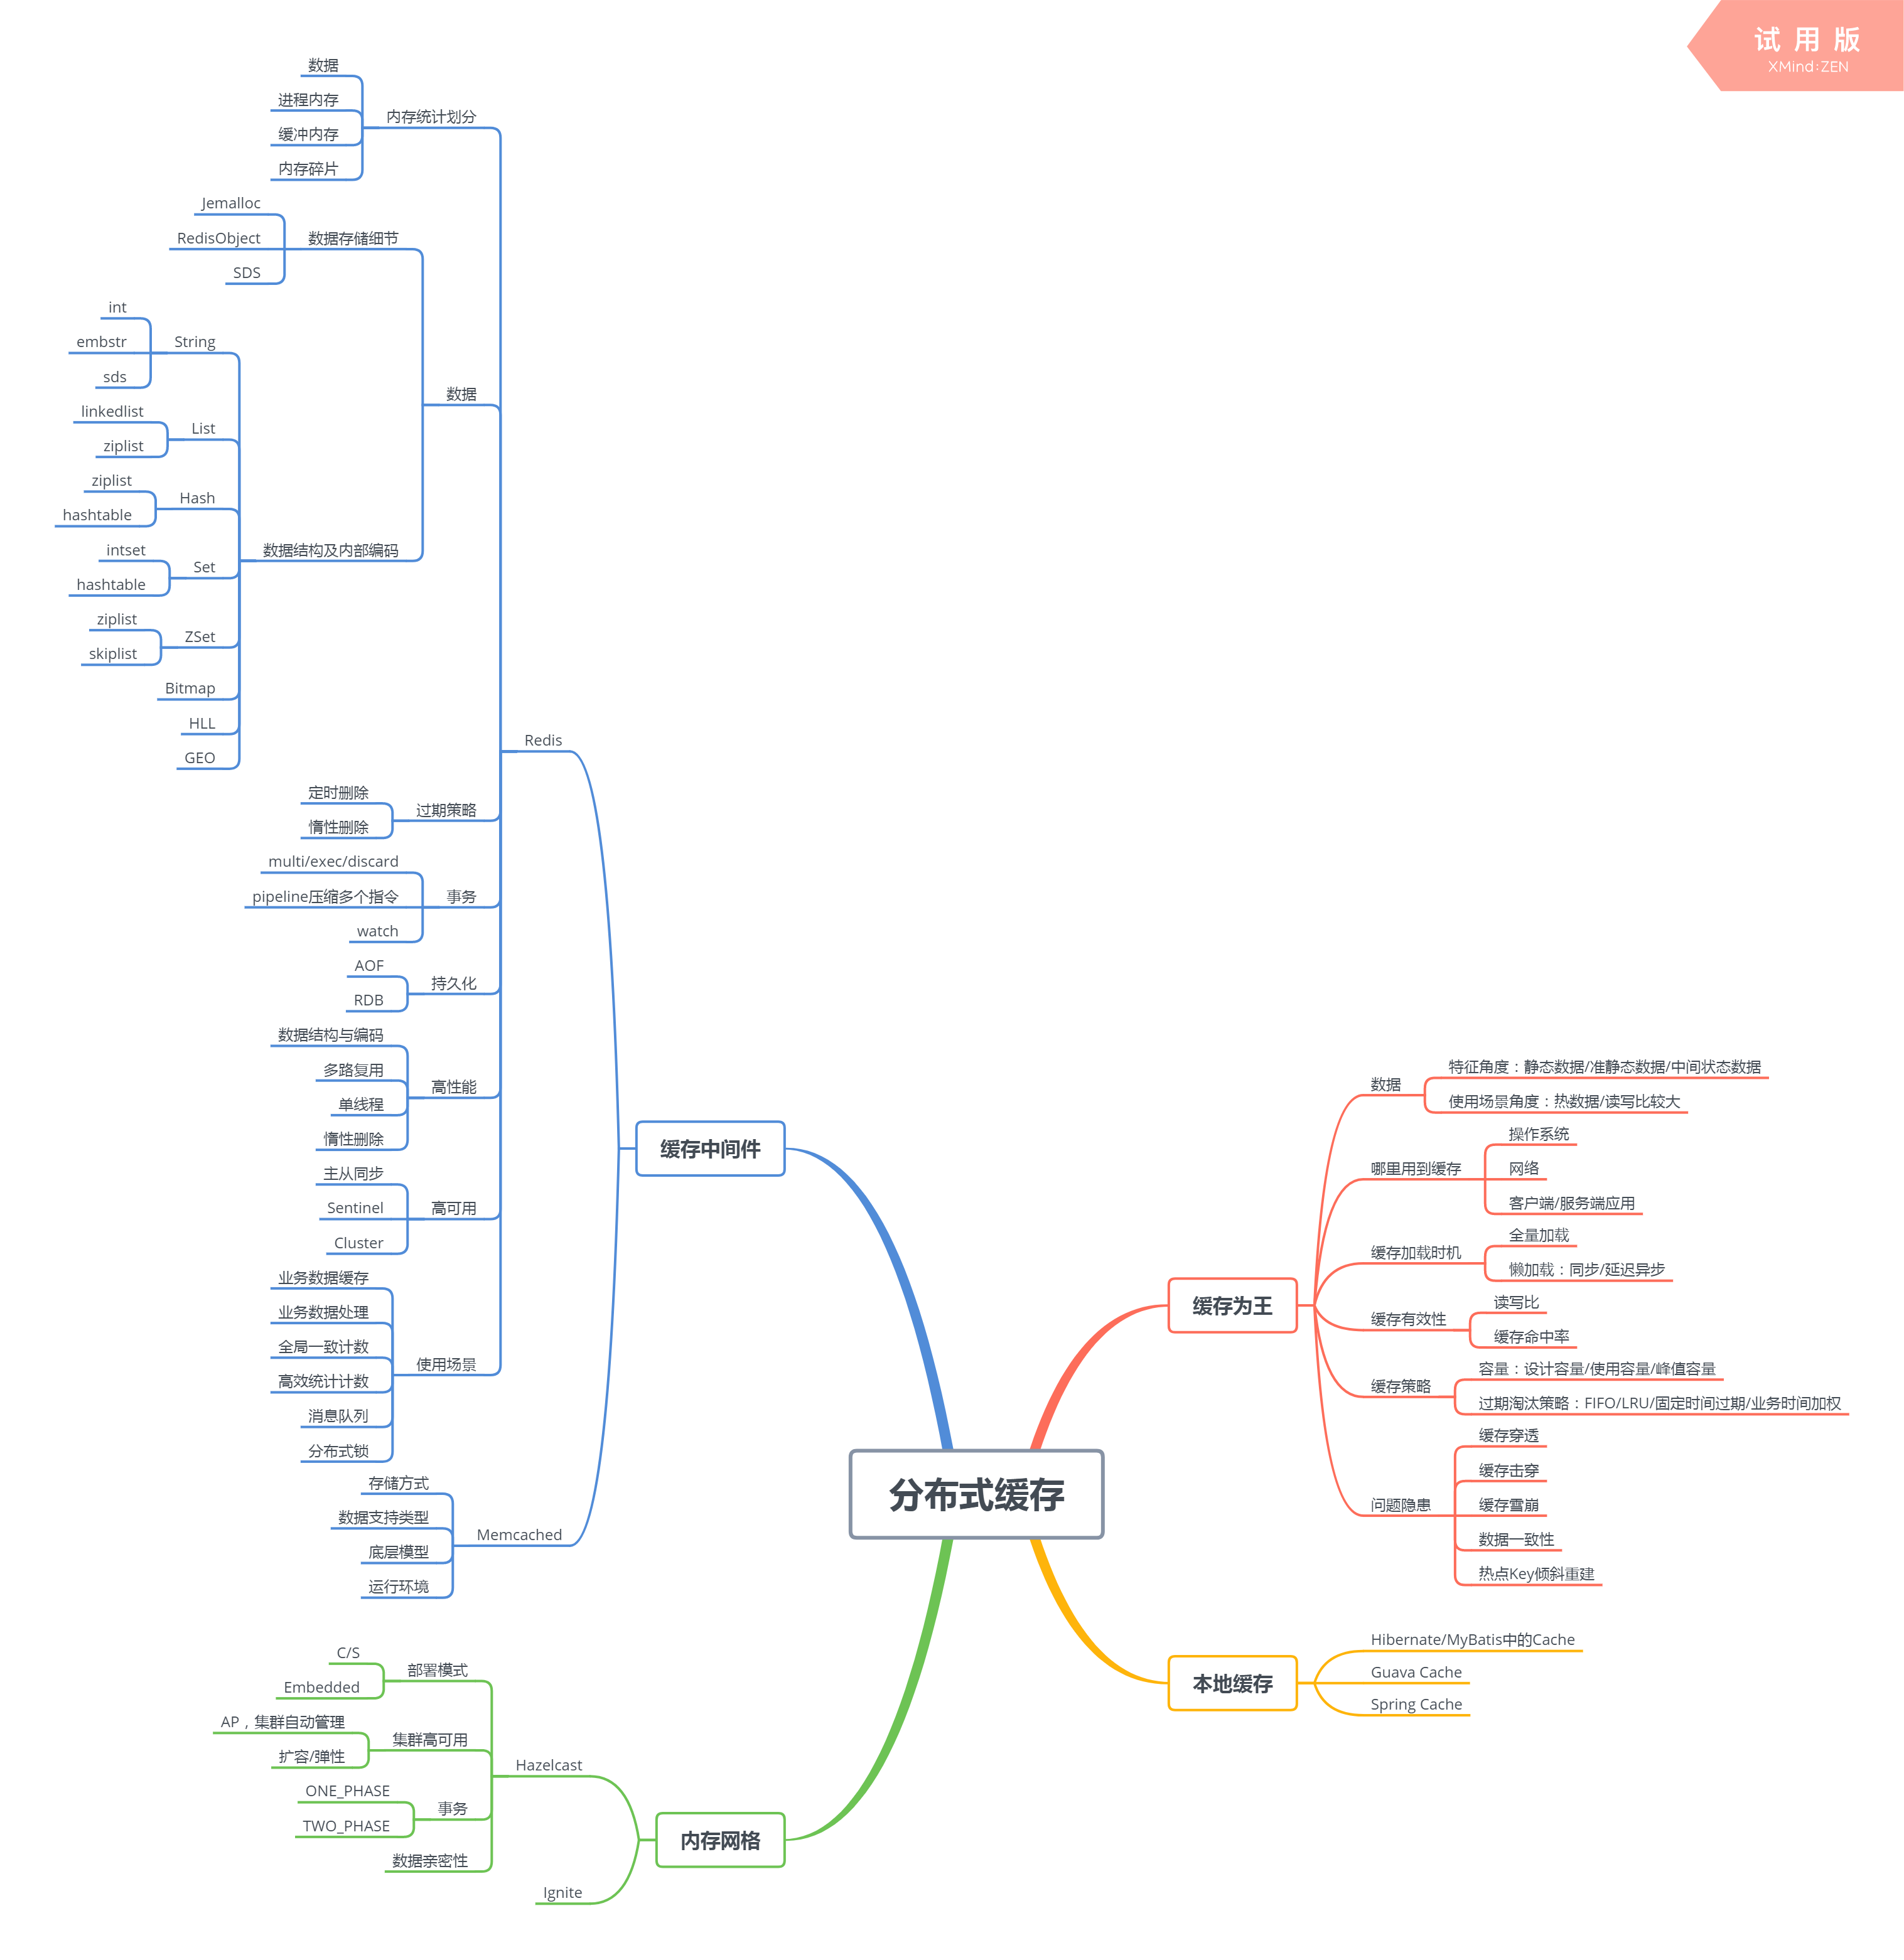 试 用 版
XMind:ZEN
分布式缓存
缓存为王
数据
特征角度：静态数据/准静态数据/中间状态数据
使用场景角度：热数据/读写比较大
哪里用到缓存
操作系统
网络
客户端/服务端应用
缓存加载时机
全量加载
懒加载：同步/延迟异步
缓存有效性
读写比
缓存命中率
缓存策略
容量：设计容量/使用容量/峰值容量
过期淘汰策略：FIFO/LRU/固定时间过期/业务时间加权
问题隐患
缓存穿透
缓存击穿
缓存雪崩
数据一致性
热点Key倾斜重建
本地缓存
Hibernate/MyBatis中的Cache
Guava Cache
Spring Cache
缓存中间件
Redis
内存统计划分
数据
进程内存
缓冲内存
内存碎片
数据
数据存储细节
Jemalloc
RedisObject
SDS
数据结构及内部编码
String
int
embstr
sds
List
linkedlist
ziplist
Hash
ziplist
hashtable
Set
intset
hashtable
ZSet
ziplist
skiplist
Bitmap
HLL
GEO
过期策略
定时删除
惰性删除
事务
multi/exec/discard
pipeline压缩多个指令
watch
持久化
AOF
RDB
高性能
数据结构与编码
多路复用
单线程
惰性删除
高可用
主从同步
Sentinel
Cluster
使用场景
业务数据缓存
业务数据处理
全局一致计数
高效统计计数
消息队列
分布式锁
Memcached
存储方式
数据支持类型
底层模型
运行环境
内存网格
Hazelcast
部署模式
C/S
Embedded
集群高可用
AP，集群自动管理
扩容/弹性
事务
ONE_PHASE
TWO_PHASE
数据亲密性
Ignite